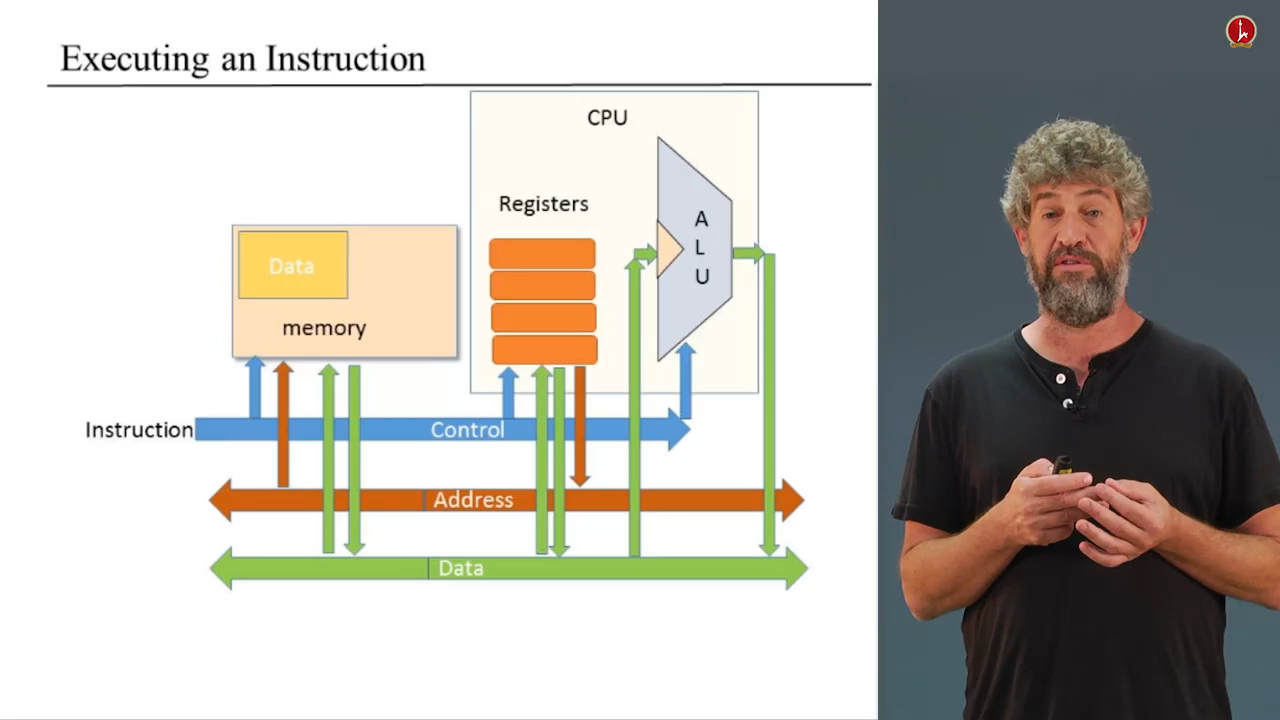 Executing an Instruction
CPU
Registers
A
L
U
Data
memory
Instruction
Control
Address
Data